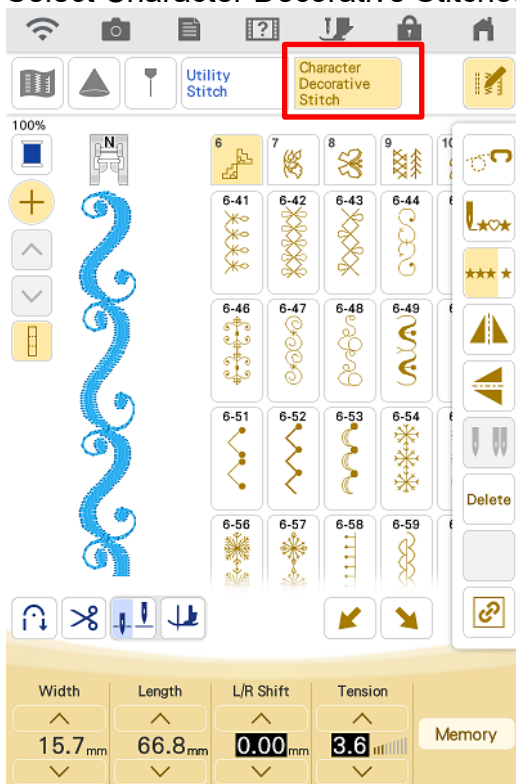 Select Character Decorative Stitches
?
Utility
Stitch
Character
Decorative
Stitch
100%
N
6 7 8 9 10
6-41 6-42 6-43 6-44
6-46 6-47 6-48 6-49
6-51 6-52 6-53 6-54
6-56 6-57 6-58 6-59
Delete
Width Length L/R Shift Tension
15.7mm 66.8mm 0.00mm 3.6
Memory